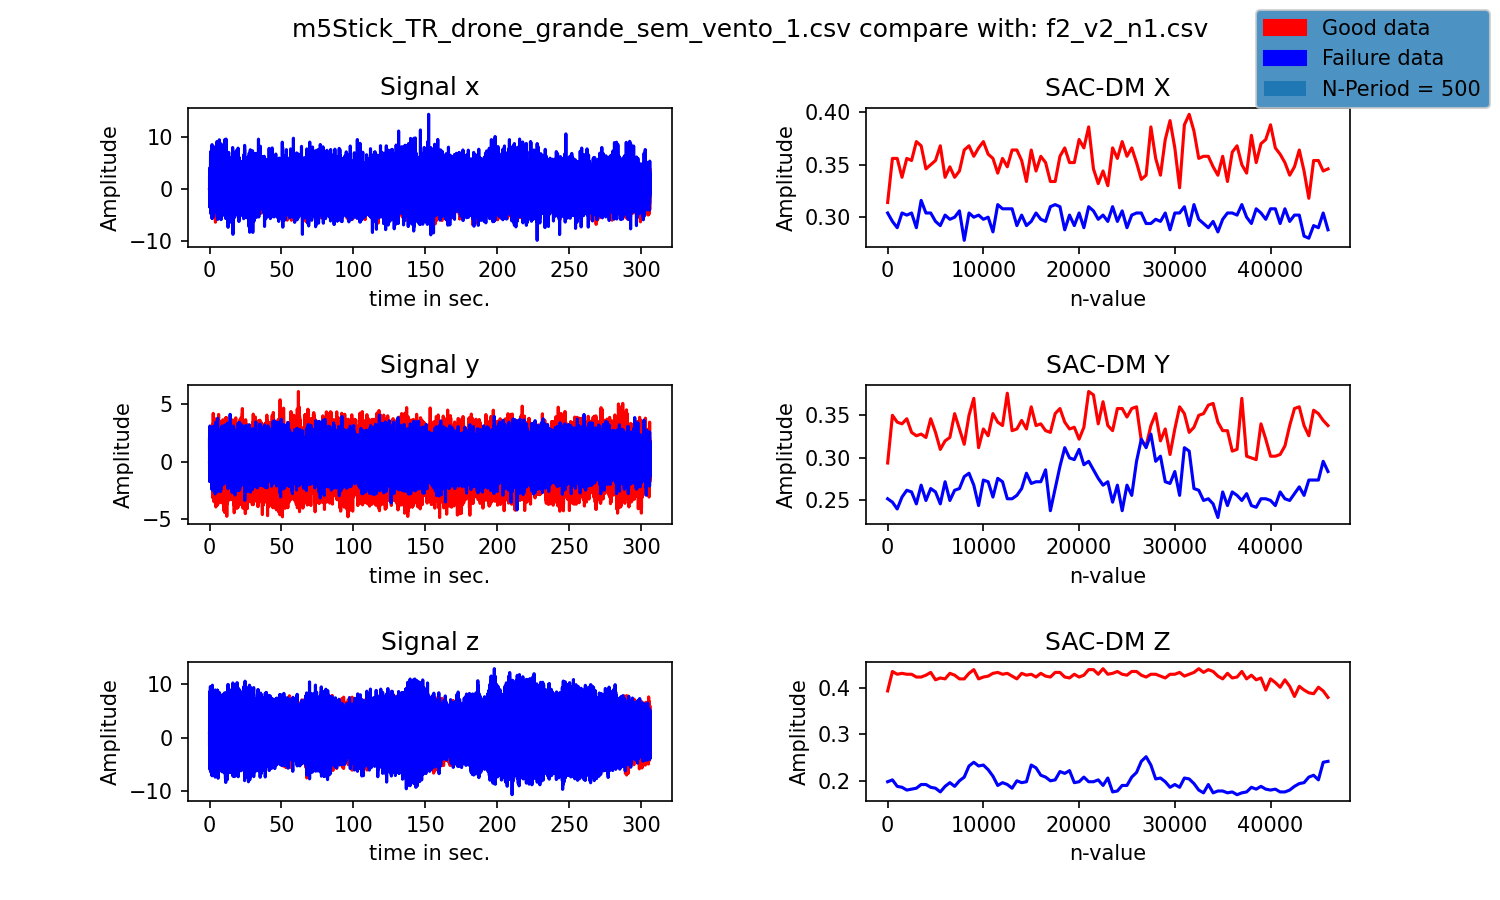 m5Stick_TR_drone_grande_sem_vento_1.csv compare with: f2_v2_n1.csv
Good data
Failure data
N-Period = 500
Signal x
Amplitude
10
0
−10
0 50 100 150 200 250 300
time in sec.
SAC-DM X
Amplitude
0.40
0.35
0.30
0 10000 20000 30000 40000
n-value
Signal y
Amplitude
5
0
−5
0 50 100 150 200 250 300
time in sec.
SAC-DM Y
Amplitude
0.35
0.30
0.25
0 10000 20000 30000 40000
n-value
Signal z
Amplitude
10
0
−10
0 50 100 150 200 250 300
time in sec.
SAC-DM Z
Amplitude
0.4
0.3
0.2
0 10000 20000 30000 40000
n-value